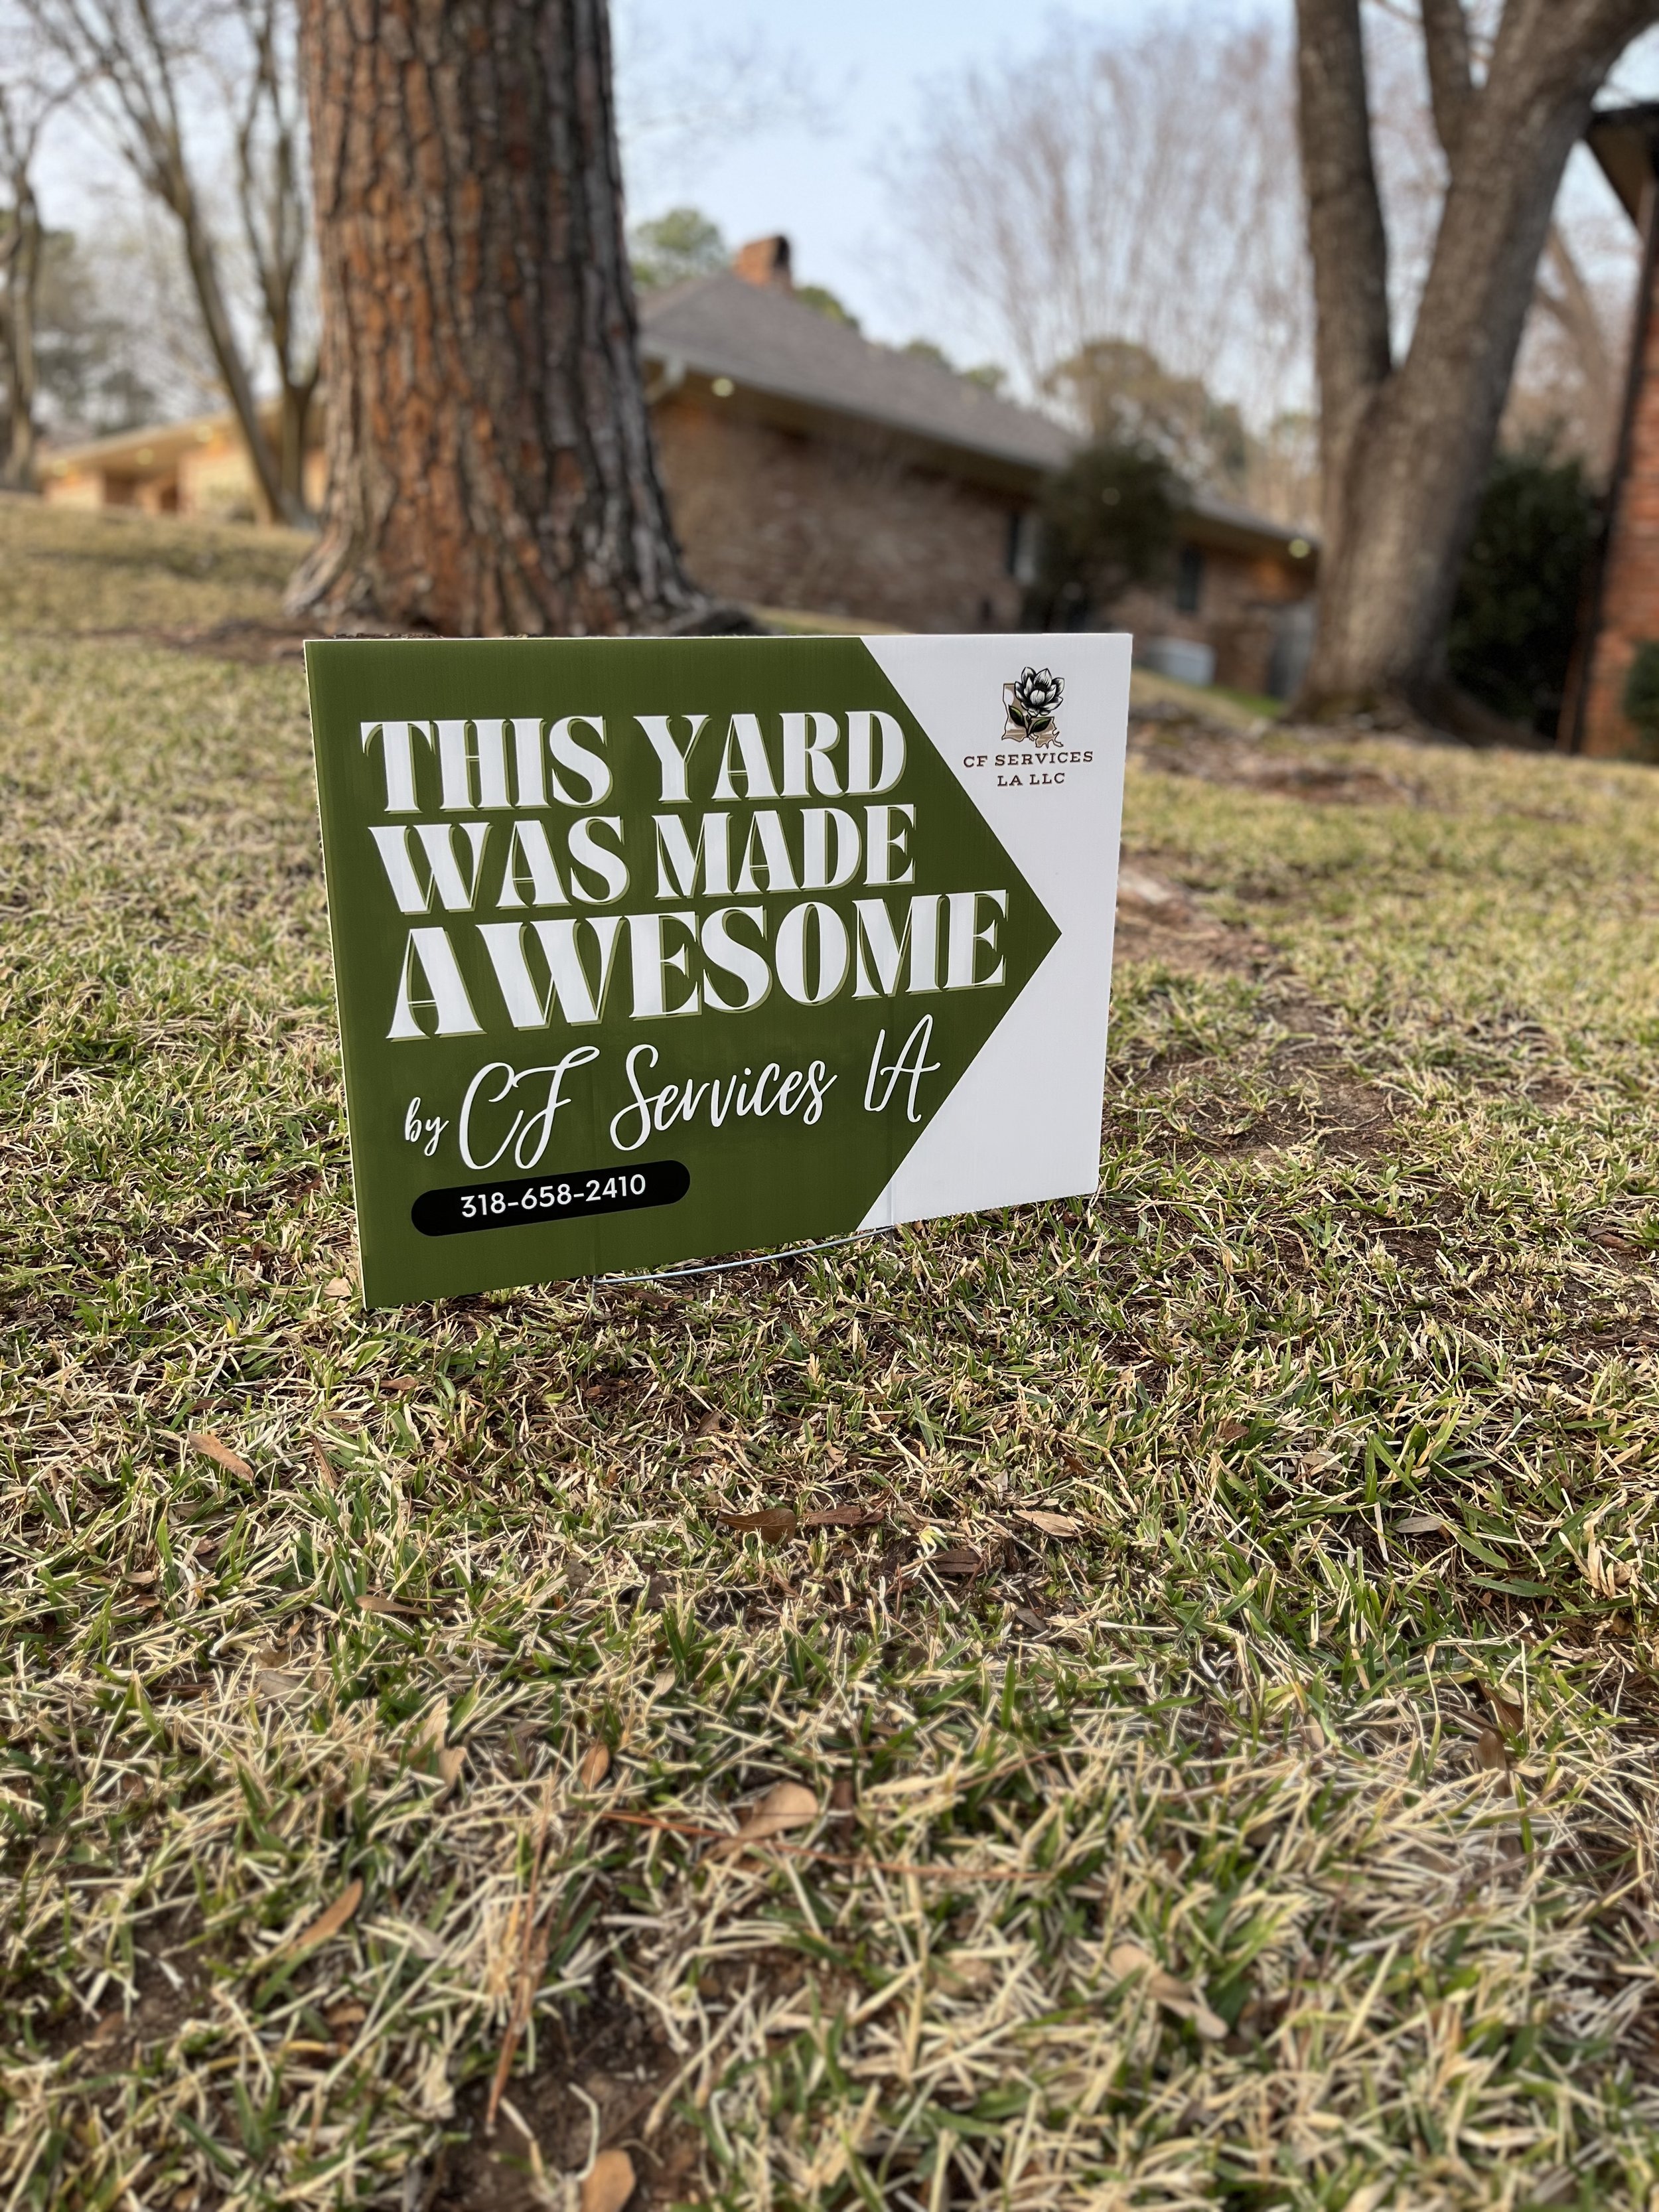 THIS YARD
WAS MADE
AWESOME
by CF Services LA
318-658-2410
CF SERVICES
LA LLC